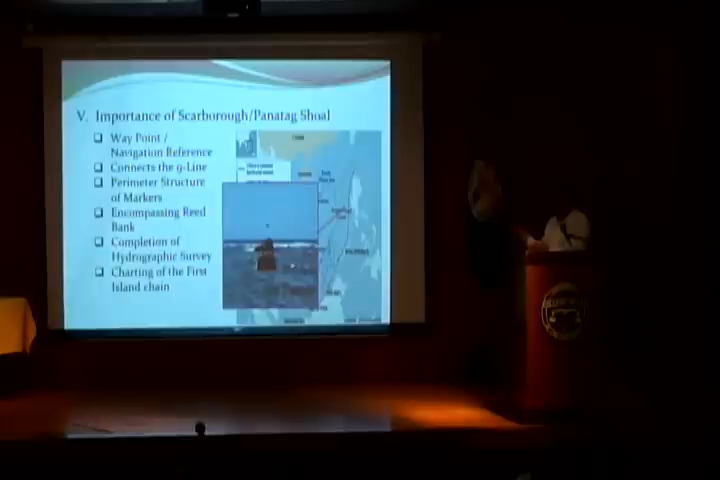 V. Importance of Scarborough/Panatag Shoal
Way Point /
Navigation Reference
Connects the 9-Line
Perimeter Structure
of Markers
Encompassing Reed
Bank
Completion of
Hydrographic Survey
Charting of the First
Island chain